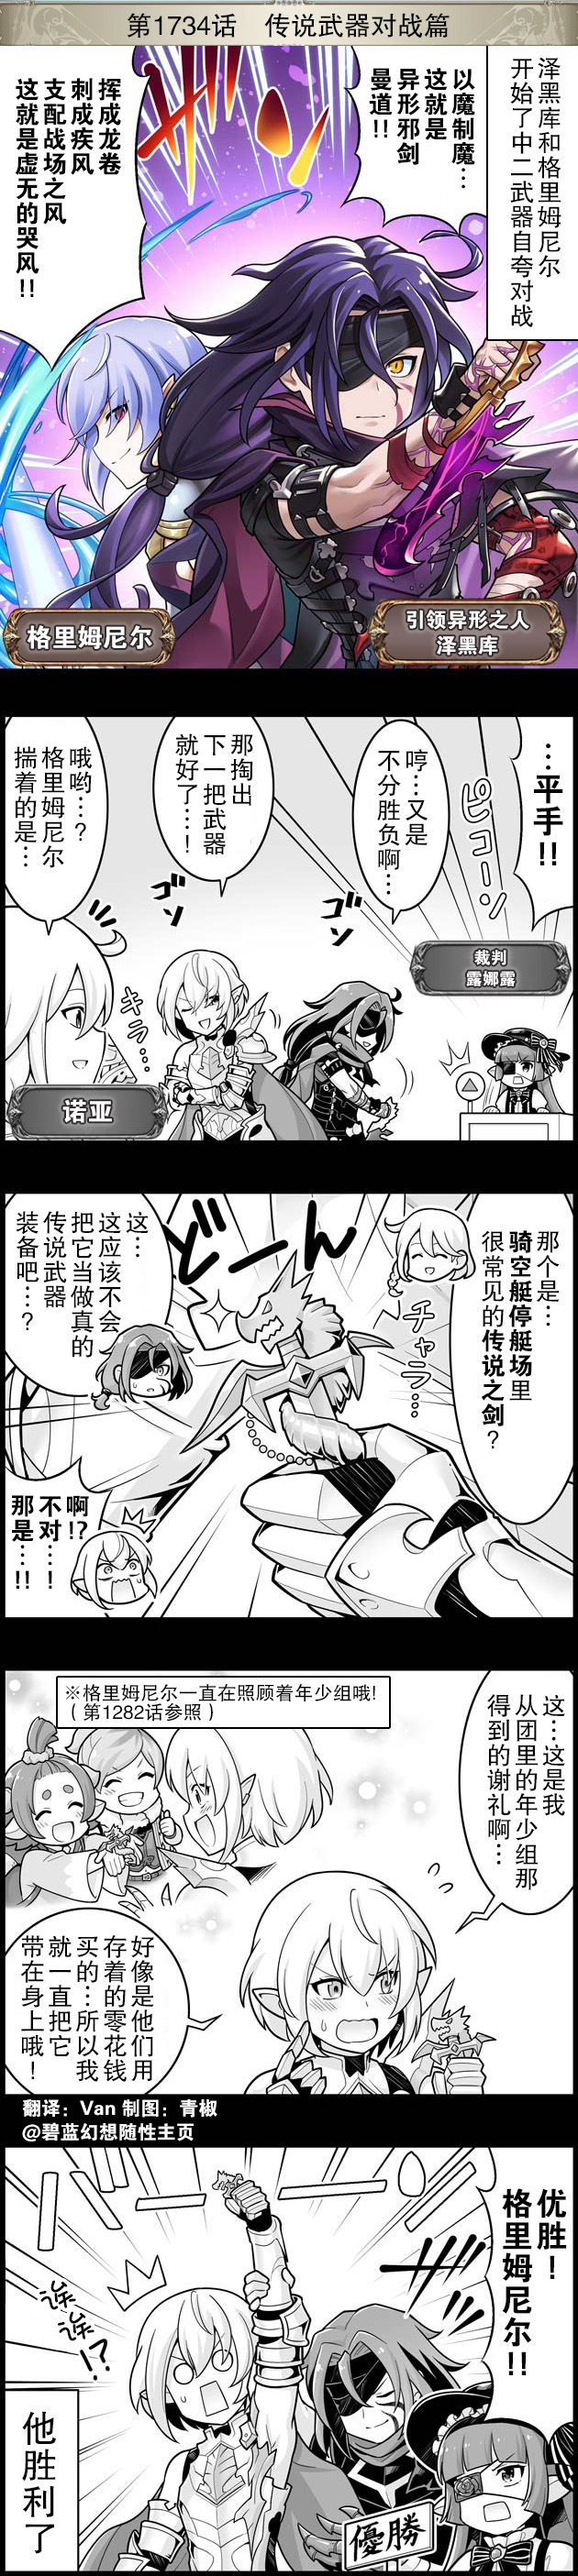 第1734话　传说武器对战篇
泽黑库和格里姆尼尔
开始了中二武器自夸对战
以魔制魔…
这就是
异形邪剑
曼道!!
挥成龙卷
刺成疾风
支配战场之风
这就是虚无的哭风!!
格里姆尼尔
引领异形之人
泽黑库
…平手!!
ピコーン
哼…又是
不分胜负啊…
那掏出
下一把武器
就好了…！
哦哟…?
格里姆尼尔
揣着的是…
ゴソ
ゴソ
キラ…
裁判
露娜露
诺亚
那个是…
骑空艇停艇场里
很常见的传说之剑?
どーん
チャラ…
这…
这应该不会
把它当做真的
传说武器
装备吧…?
啊!?
不对…！
那是…!!
※格里姆尼尔一直在照顾着年少组哦!
（第1282话参照）
这…这是我
从团里的年少组那
得到的谢礼啊…
好像是他们用
存着的零花钱
买的…所以我
就一直把它
带在身上哦！
翻译：Van 制图：青椒
@碧蓝幻想随性主页
优胜！
格里姆尼尔!!
诶
诶
!?
優勝
他胜利了